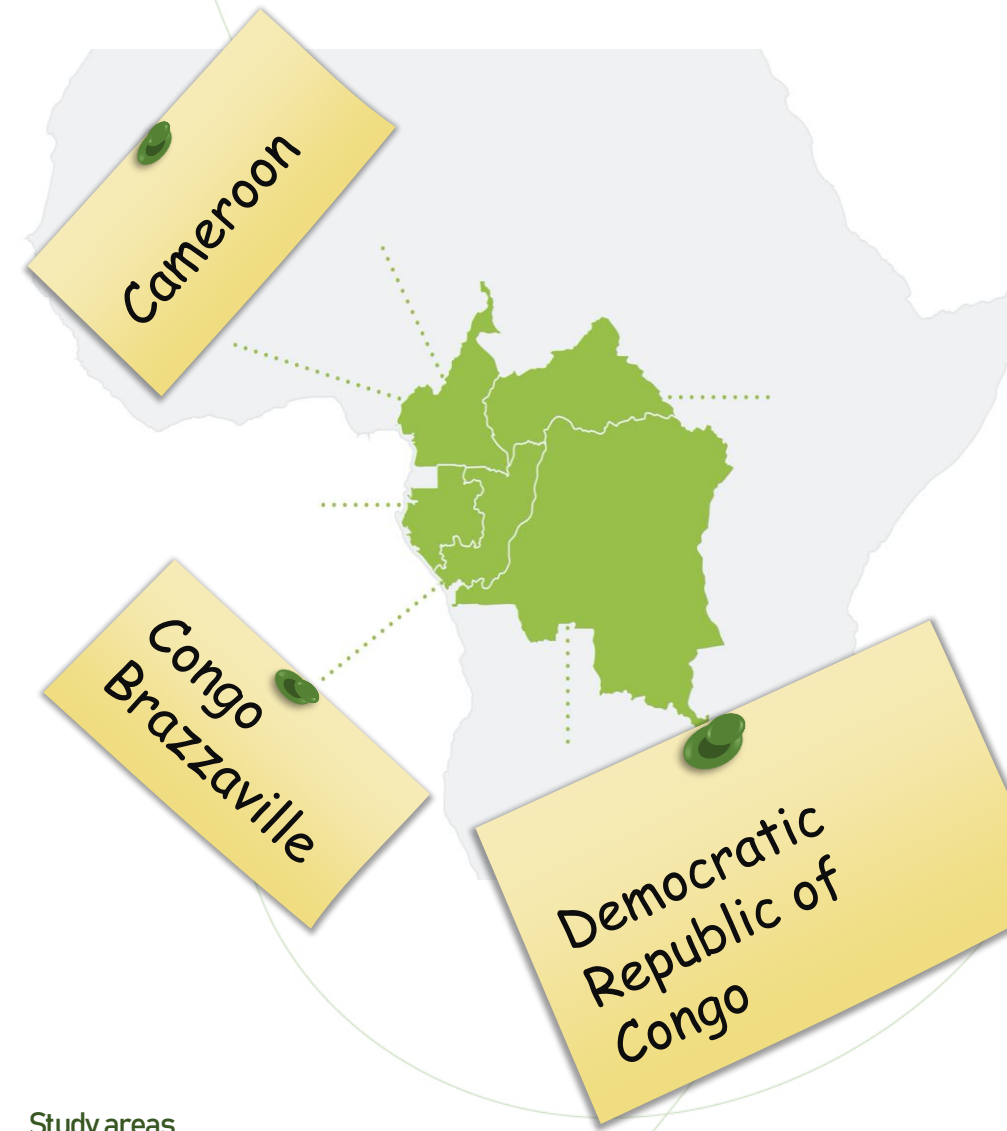 Cameroon
Congo
Brazzaville
Democratic
Republic of
Congo
Study areas